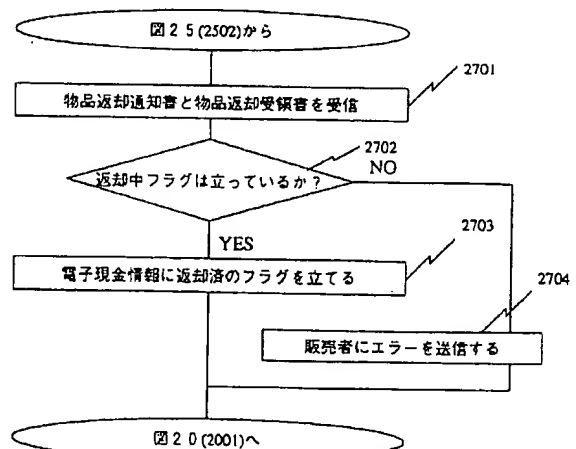 図25(2502)から
2701
物品返却通知書と物品返却受領書を受信
2702
返却中フラグは立っているか?
NO
YES
2703
電子現金情報に返却済のフラグを立てる
2704
販売者にエラーを送信する
図20(2001)へ